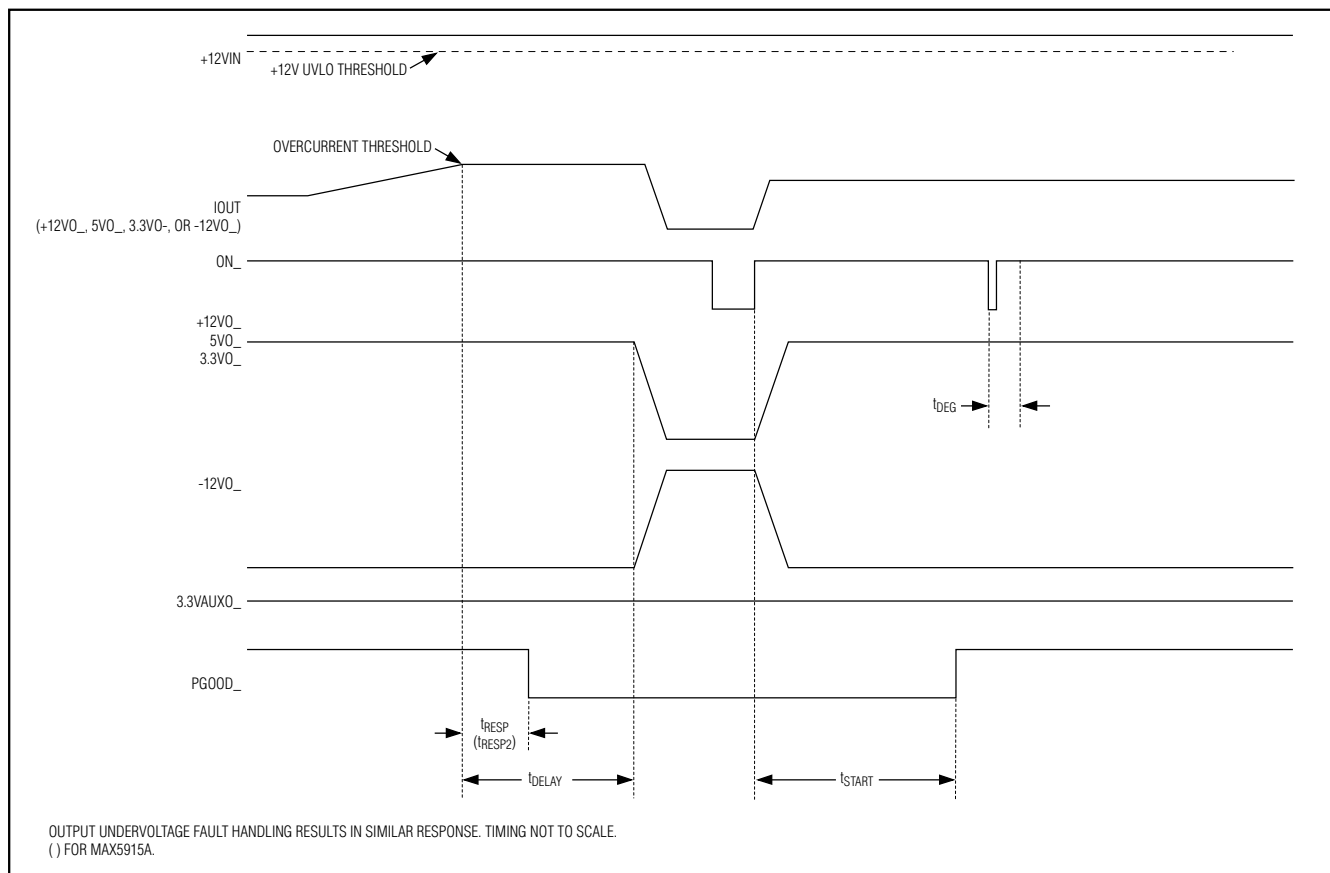 +12VIN
+12V UVLO THRESHOLD
OVERCURRENT THRESHOLD
IOUT
(+12VO_, 5VO_, 3.3VO-, OR -12VO_)
ON_
+12VO_
5VO_
3.3VO_
tDEG
-12VO_
3.3VAUXO_
PGOOD_
tRESP
(tRESP2)
tDELAY
tSTART
OUTPUT UNDERVOLTAGE FAULT HANDLING RESULTS IN SIMILAR RESPONSE. TIMING NOT TO SCALE.
( ) FOR MAX5915A.